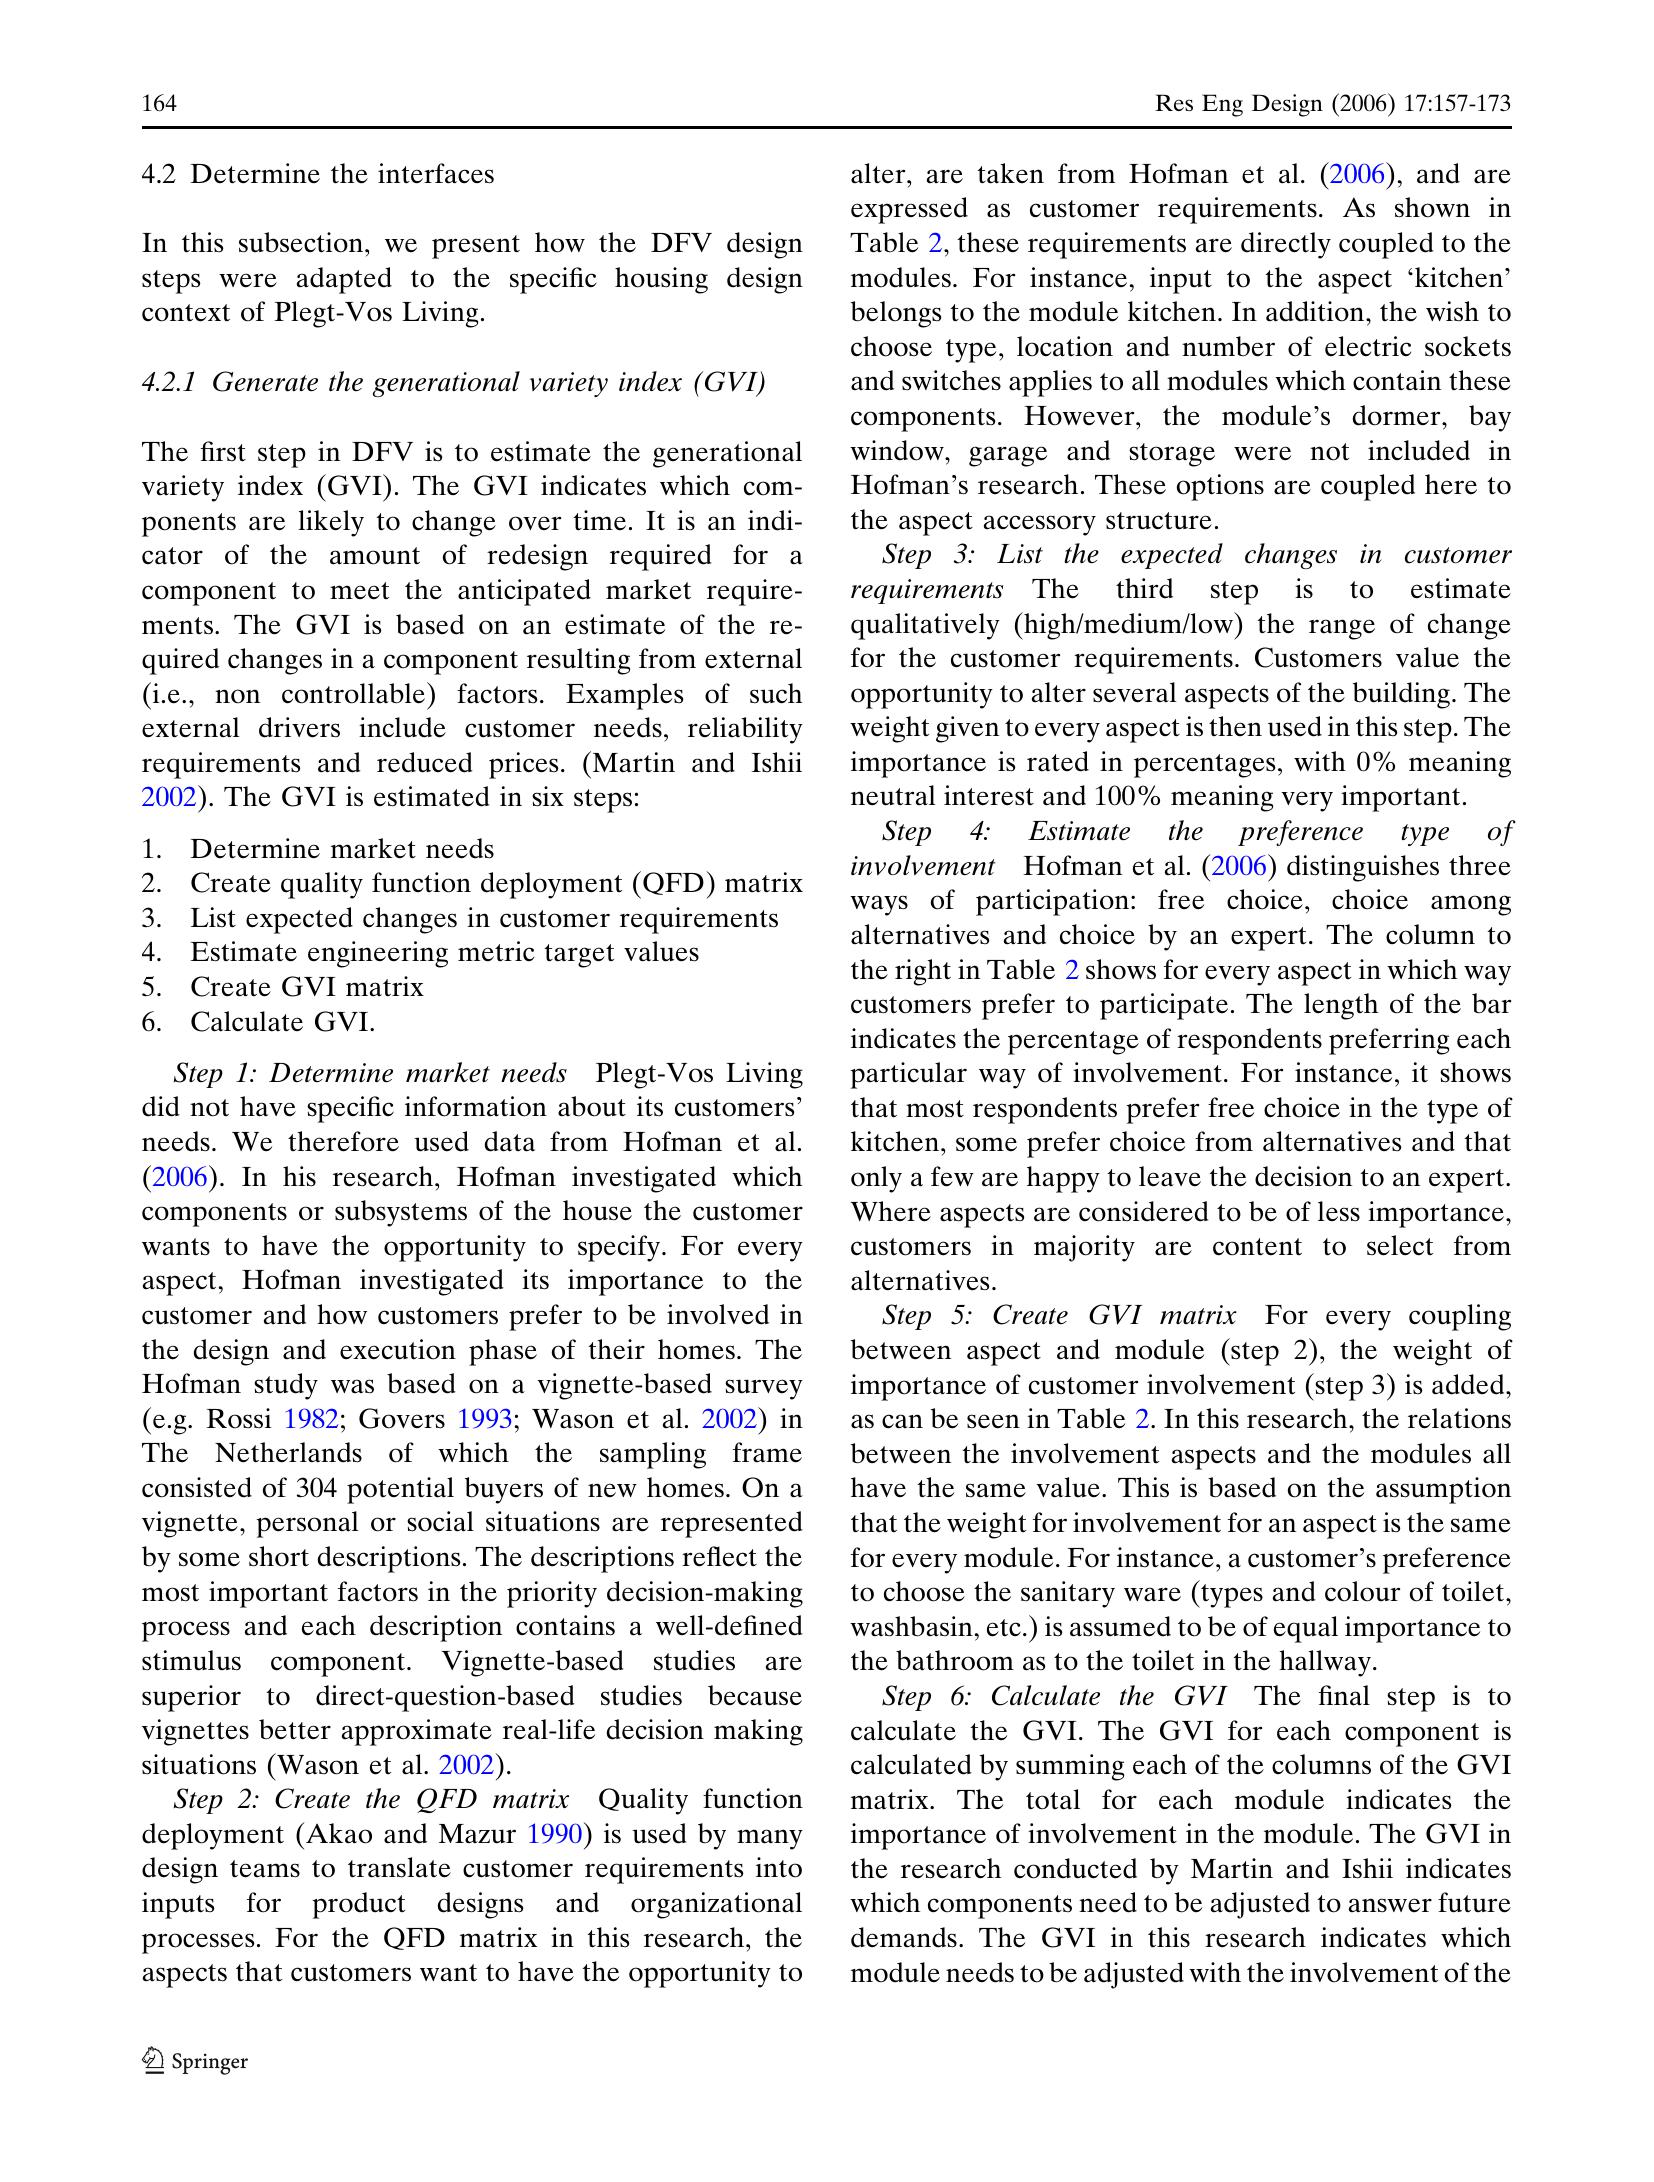 164
Res Eng Design (2006) 17:157-173
4.2 Determine the interfaces
In this subsection, we present how the DFV design
steps were adapted to the specific housing design
context of Plegt-Vos Living.
4.2.1 Generate the generational variety index (GVI)
The first step in DFV is to estimate the generational
variety index (GVI). The GVI indicates which com-
ponents are likely to change over time. It is an indi-
cator of the amount of redesign required for a
component to meet the anticipated market require-
ments. The GVI is based on an estimate of the re-
quired changes in a component resulting from external
(i.e., non controllable) factors. Examples of such
external drivers include customer needs, reliability
requirements and reduced prices. (Martin and Ishii
2002). The GVI is estimated in six steps:
1. Determine market needs
2. Create quality function deployment (QFD) matrix
3. List expected changes in customer requirements
4. Estimate engineering metric target values
5. Create GVI matrix
6. Calculate GVI.
Step 1: Determine market needs Plegt-Vos Living
did not have specific information about its customers’
needs. We therefore used data from Hofman et al.
(2006). In his research, Hofman investigated which
components or subsystems of the house the customer
wants to have the opportunity to specify. For every
aspect, Hofman investigated its importance to the
customer and how customers prefer to be involved in
the design and execution phase of their homes. The
Hofman study was based on a vignette-based survey
(e.g. Rossi 1982; Govers 1993; Wason et al. 2002) in
The Netherlands of which the sampling frame
consisted of 304 potential buyers of new homes. On a
vignette, personal or social situations are represented
by some short descriptions. The descriptions reflect the
most important factors in the priority decision-making
process and each description contains a well-defined
stimulus component. Vignette-based studies are
superior to direct-question-based studies because
vignettes better approximate real-life decision making
situations (Wason et al. 2002).
Step 2: Create the QFD matrix Quality function
deployment (Akao and Mazur 1990) is used by many
design teams to translate customer requirements into
inputs for product designs and organizational
processes. For the QFD matrix in this research, the
aspects that customers want to have the opportunity to
alter, are taken from Hofman et al. (2006), and are
expressed as customer requirements. As shown in
Table 2, these requirements are directly coupled to the
modules. For instance, input to the aspect ‘kitchen’
belongs to the module kitchen. In addition, the wish to
choose type, location and number of electric sockets
and switches applies to all modules which contain these
components. However, the module’s dormer, bay
window, garage and storage were not included in
Hofman’s research. These options are coupled here to
the aspect accessory structure.
Step 3: List the expected changes in customer
requirements The third step is to estimate
qualitatively (high/medium/low) the range of change
for the customer requirements. Customers value the
opportunity to alter several aspects of the building. The
weight given to every aspect is then used in this step. The
importance is rated in percentages, with 0% meaning
neutral interest and 100% meaning very important.
Step 4: Estimate the preference type of
involvement Hofman et al. (2006) distinguishes three
ways of participation: free choice, choice among
alternatives and choice by an expert. The column to
the right in Table 2 shows for every aspect in which way
customers prefer to participate. The length of the bar
indicates the percentage of respondents preferring each
particular way of involvement. For instance, it shows
that most respondents prefer free choice in the type of
kitchen, some prefer choice from alternatives and that
only a few are happy to leave the decision to an expert.
Where aspects are considered to be of less importance,
customers in majority are content to select from
alternatives.
Step 5: Create GVI matrix For every coupling
between aspect and module (step 2), the weight of
importance of customer involvement (step 3) is added,
as can be seen in Table 2. In this research, the relations
between the involvement aspects and the modules all
have the same value. This is based on the assumption
that the weight for involvement for an aspect is the same
for every module. For instance, a customer’s preference
to choose the sanitary ware (types and colour of toilet,
washbasin, etc.) is assumed to be of equal importance to
the bathroom as to the toilet in the hallway.
Step 6: Calculate the GVI The final step is to
calculate the GVI. The GVI for each component is
calculated by summing each of the columns of the GVI
matrix. The total for each module indicates the
importance of involvement in the module. The GVI in
the research conducted by Martin and Ishii indicates
which components need to be adjusted to answer future
demands. The GVI in this research indicates which
module needs to be adjusted with the involvement of the
Springer